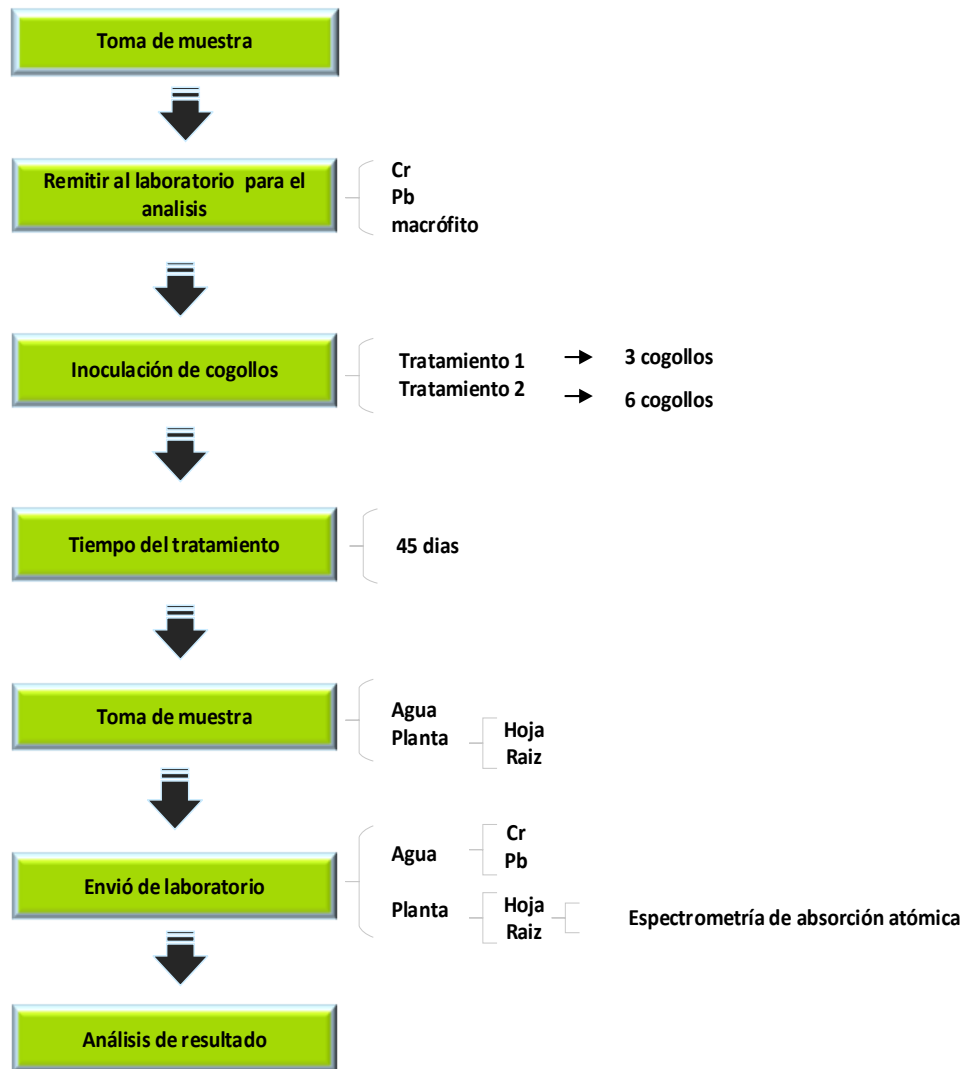 Toma de muestra
Remitir al laboratorio para el
analisis
Cr
Pb
macrófito
Inoculación de cogollos
Tratamiento 1
3 cogollos
Tratamiento 2
6 cogollos
Tiempo del tratamiento
45 dias
Toma de muestra
Agua
Planta
Hoja
Raiz
Envió de laboratorio
Agua
Cr
Pb
Planta
Hoja
Raiz
Espectrometría de absorción atómica
Análisis de resultado